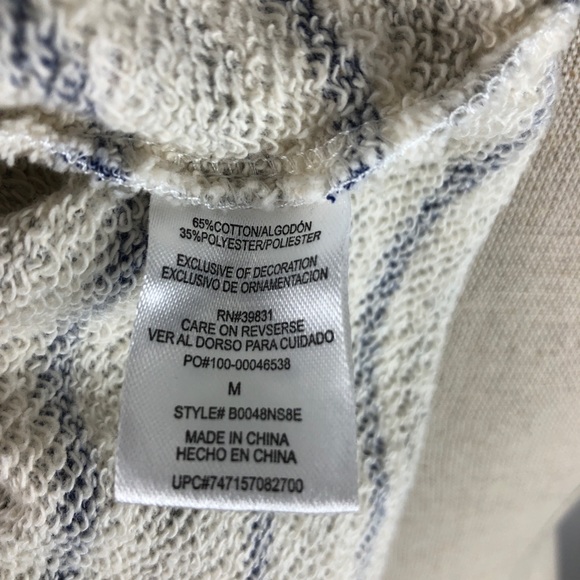 65%COTTON/ALGODÓN
35%POLYESTER/POLIESTER
EXCLUSIVE OF DECORATION
EXCLUSIVO DE ORNAMENTACION
RN#39831
CARE ON REVSERSE
VER AL DORSO PARA CUIDADO
PO#100-00046538
M
STYLE# B0048NS8E
MADE IN CHINA
HECHO EN CHINA
UPC#747157082700